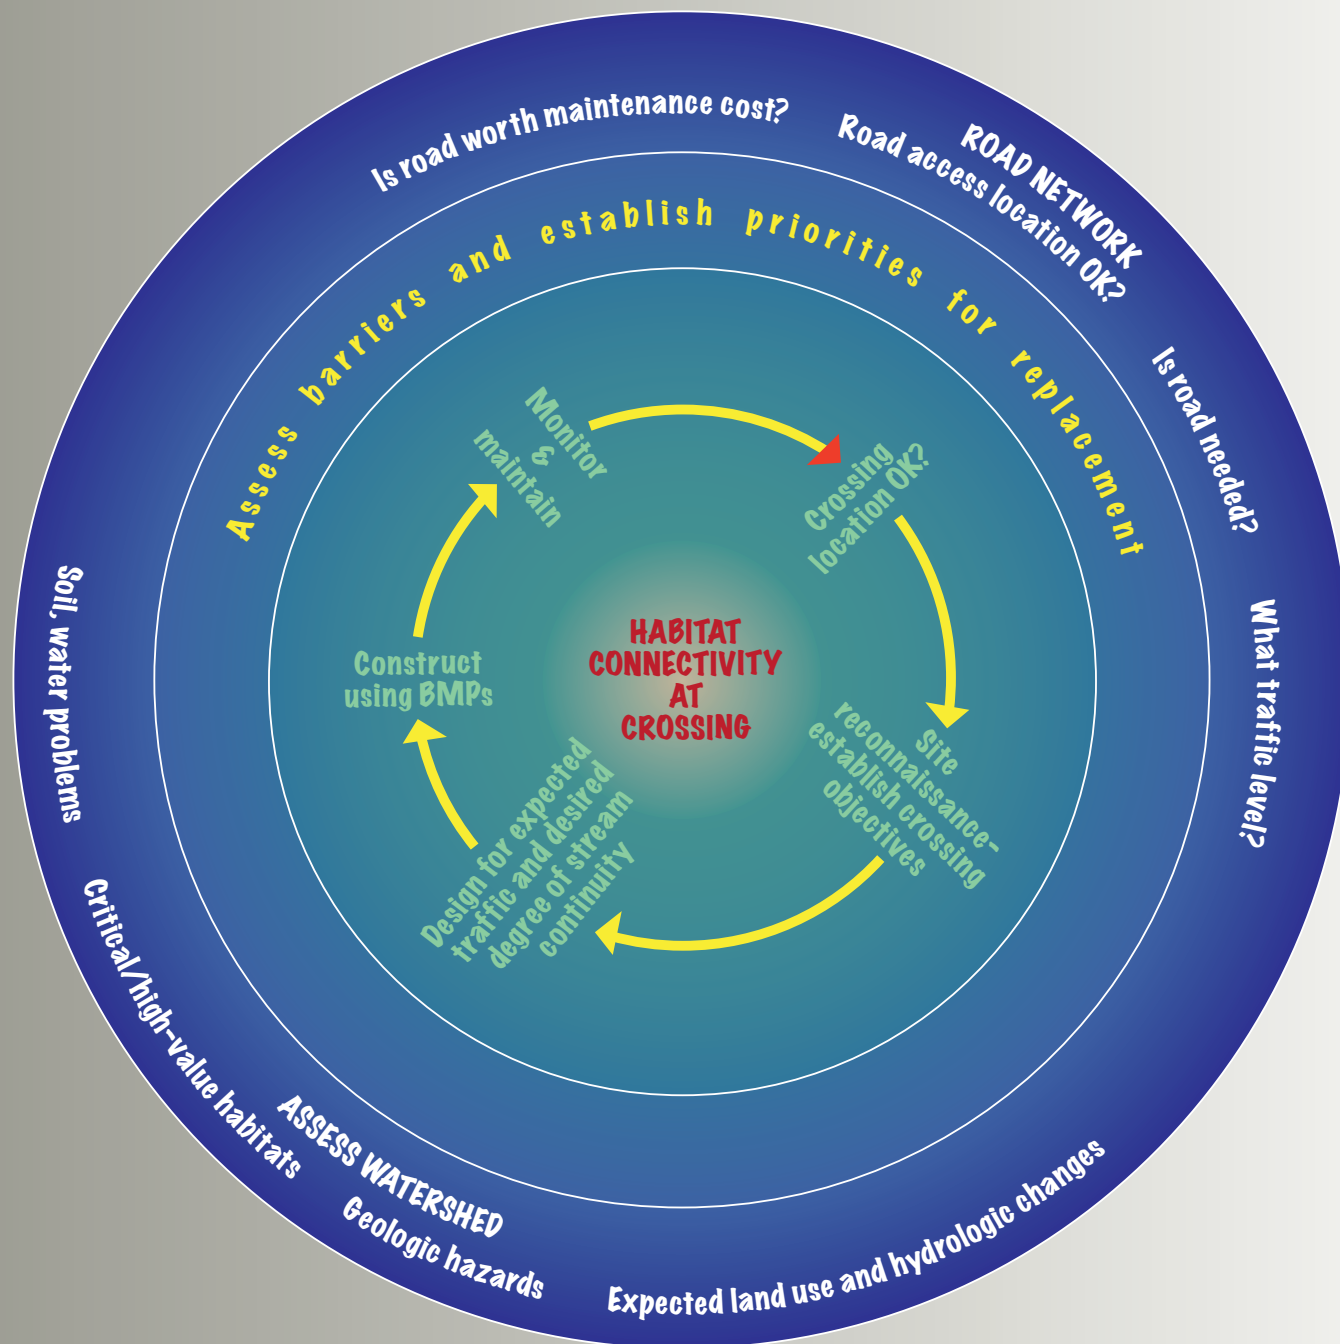 Is road worth maintenance cost?
ROAD NETWORK
Road access location OK?
Is road needed?
What traffic level?
Assess barriers and establish priorities for replacement
Monitor
&
maintain
Crossing
location OK?
Site
reconnaissance-
establish crossing
objectives
Design for expected
traffic and desired
degree of stream
continuity
Construct
using BMPs
HABITAT
CONNECTIVITY
AT
CROSSING
Soil, water problems
Critical/high-value habitats
ASSESS WATERSHED
Geologic hazards
Expected land use and hydrologic changes